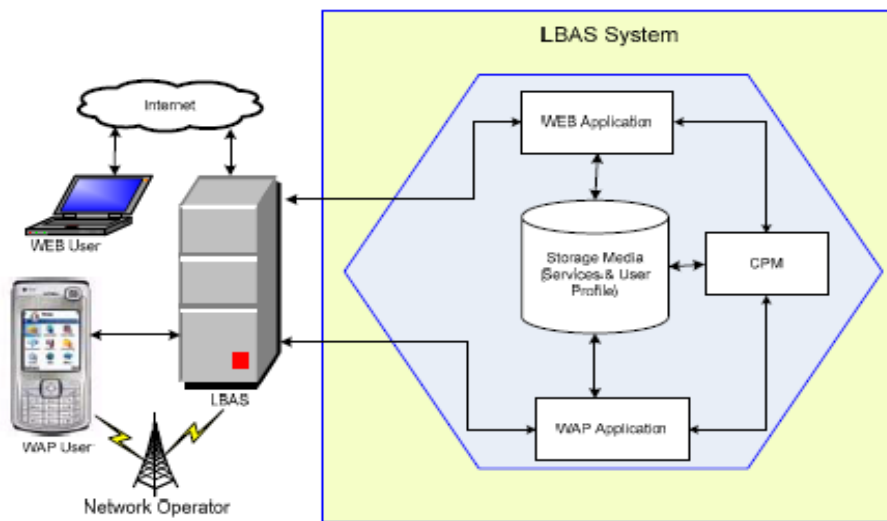 LBAS System
Internet
WEB Application
WEB User
Storage Media
(Services & User
Profile)
CPM
LBAS
WAP Application
WAP User
Network Operator